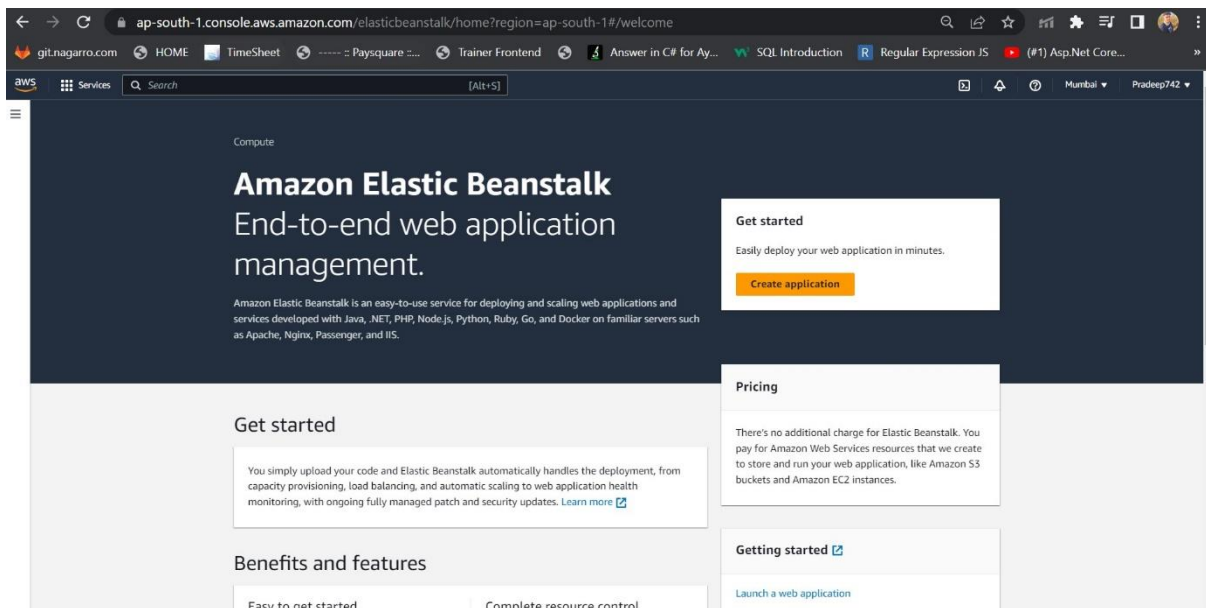 ap-south-1.console.aws.amazon.com/elasticbeanstalk/home?region=ap-south-1#/welcome
git.nagarro.com HOME TimeSheet ----- :: Paysquare ::... Trainer Frontend Answer in C# for Ay... SQL Introduction R Regular Expression JS (#1) Asp.Net Core... »
aws Services Search [Alt+S] Mumbai ▼ Pradeep742 ▼
Compute
Amazon Elastic Beanstalk
End-to-end web application
management.
Amazon Elastic Beanstalk is an easy-to-use service for deploying and scaling web applications and
services developed with Java, .NET, PHP, Node.js, Python, Ruby, Go, and Docker on familiar servers such
as Apache, Nginx, Passenger, and IIS.
Get started
Easily deploy your web application in minutes.
Create application
Pricing
There's no additional charge for Elastic Beanstalk. You
pay for Amazon Web Services resources that we create
to store and run your web application, like Amazon S3
buckets and Amazon EC2 instances.
Get started
You simply upload your code and Elastic Beanstalk automatically handles the deployment, from
capacity provisioning, load balancing, and automatic scaling to web application health
monitoring, with ongoing fully managed patch and security updates. Learn more
Getting started
Launch a web application
Benefits and features
Easy to get started Complete resource control